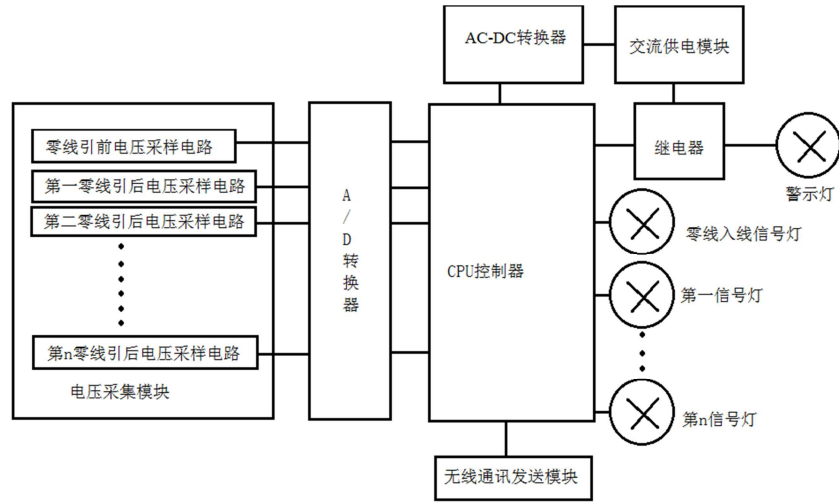 AC-DC转换器
交流供电模块
零线引前电压采样电路
第一零线引后电压采样电路
第二零线引后电压采样电路
第n零线引后电压采样电路
电压采集模块
A/D转换器
CPU控制器
继电器
警示灯
零线入线信号灯
第一信号灯
第n信号灯
无线通讯发送模块